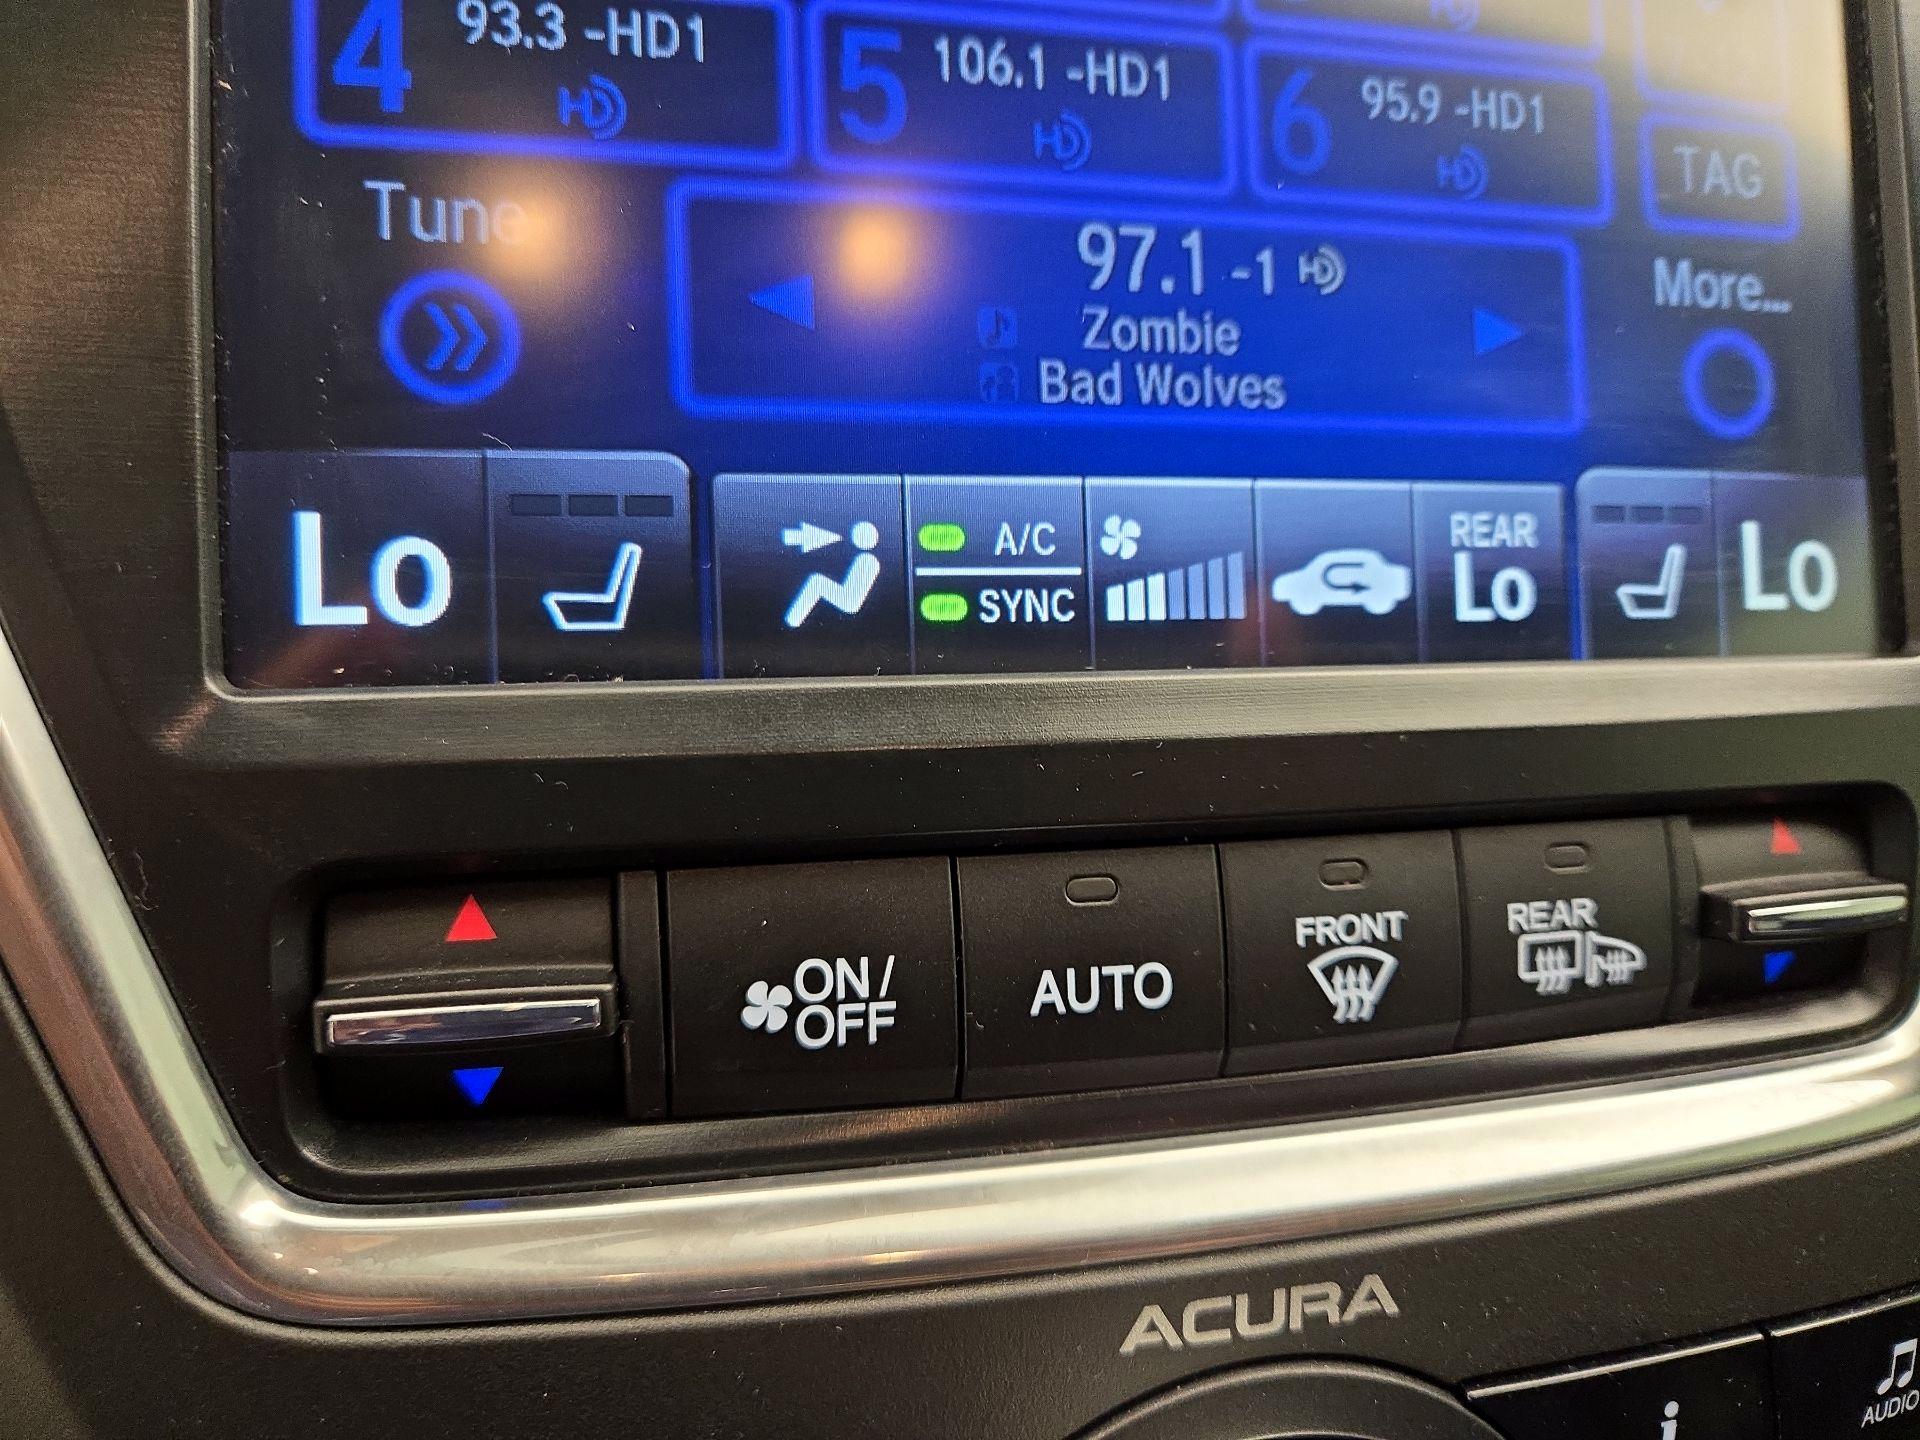 4 93.3 -HD1
5 106.1 -HD1
6 95.9 -HD1
TAG
Tune
97.1 -1
Zombie
Bad Wolves
More...
Lo
A/C
SYNC
REAR
Lo
Lo
ON/
OFF
AUTO
FRONT
REAR
ACURA
i
AUDIO